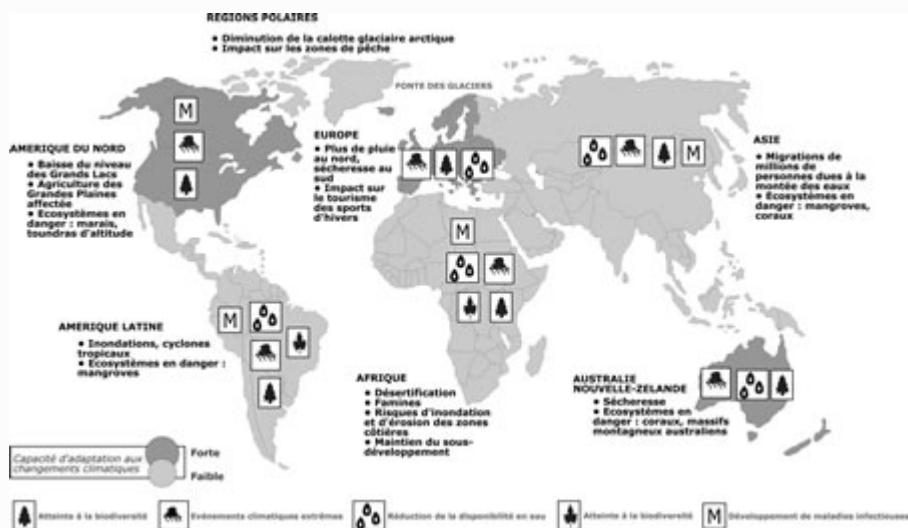 REGIONS POLAIRES
• Diminution de la calotte glaciaire arctique
• Impact sur les zones de pêche
FONTE DES GLACIERS
AMERIQUE DU NORD
• Baisse du niveau
des Grands Lacs
• Agriculture des
Grandes Plaines
affectée
• Ecosystèmes en
danger : marais,
toundras d'altitude
M
EUROPE
• Plus de pluie
au nord,
sécheresse au
sud
• Impact sur
le tourisme
des sports
d'hivers
M
ASIE
• Migrations de
millions de
personnes dues à la
montée des eaux
• Ecosystèmes en
danger : mangroves,
coraux
M
AMERIQUE LATINE
• Inondations, cyclones
tropicaux
• Ecosystèmes en danger :
mangroves
M
AFRIQUE
• Désertification
• Famines
• Risques d'inondation
et d'érosion des zones
côtières
• Maintien du sous-
développement
AUSTRALIE
NOUVELLE-ZELANDE
• Sécheresse
• Ecosystèmes en
danger : coraux, massifs
montagneux australiens
Capacité d'adaptation aux
changements climatiques
Forte
Faible
Atteinte à la biodiversité
Evénements climatiques extrêmes
Réduction de la disponibilité en eau
Atteinte à la biodiversité
M
Développement de maladies infectieuses